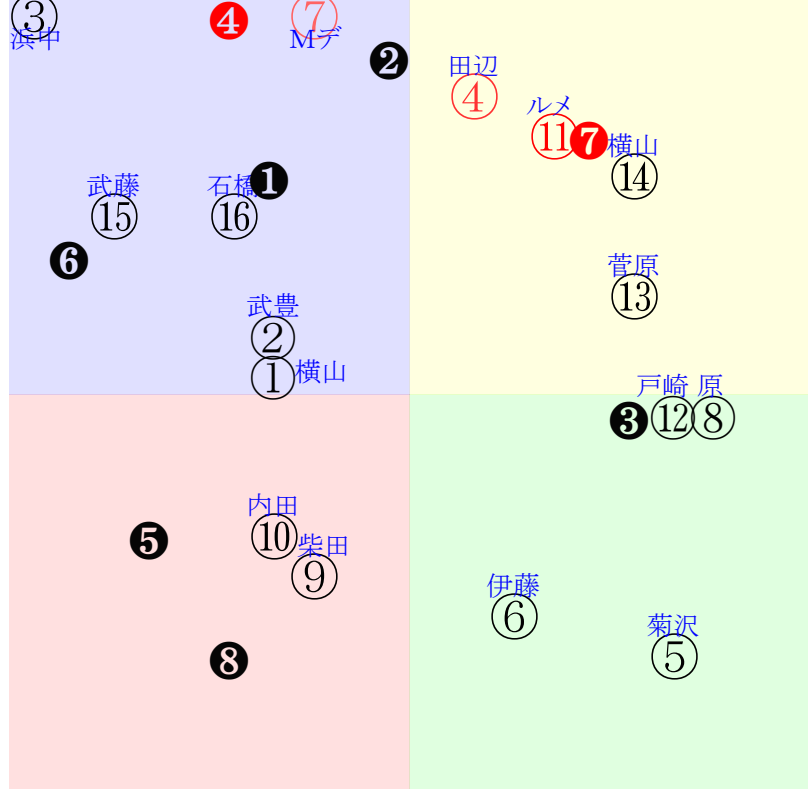 ③ ❹ ⑦
浜中 Mデ
❷
田辺
④
ルメ
⑪ ❼ 横山
⑭
武藤 石橋 ❶
⑮ ⑯
❻
菅原
⑬
武豊
②
① 横山
戸崎 原
❸ ⑫ ⑧
内田
❺ ⑩
柴田
⑨
伊藤
⑥
菊沢
⑤
❽